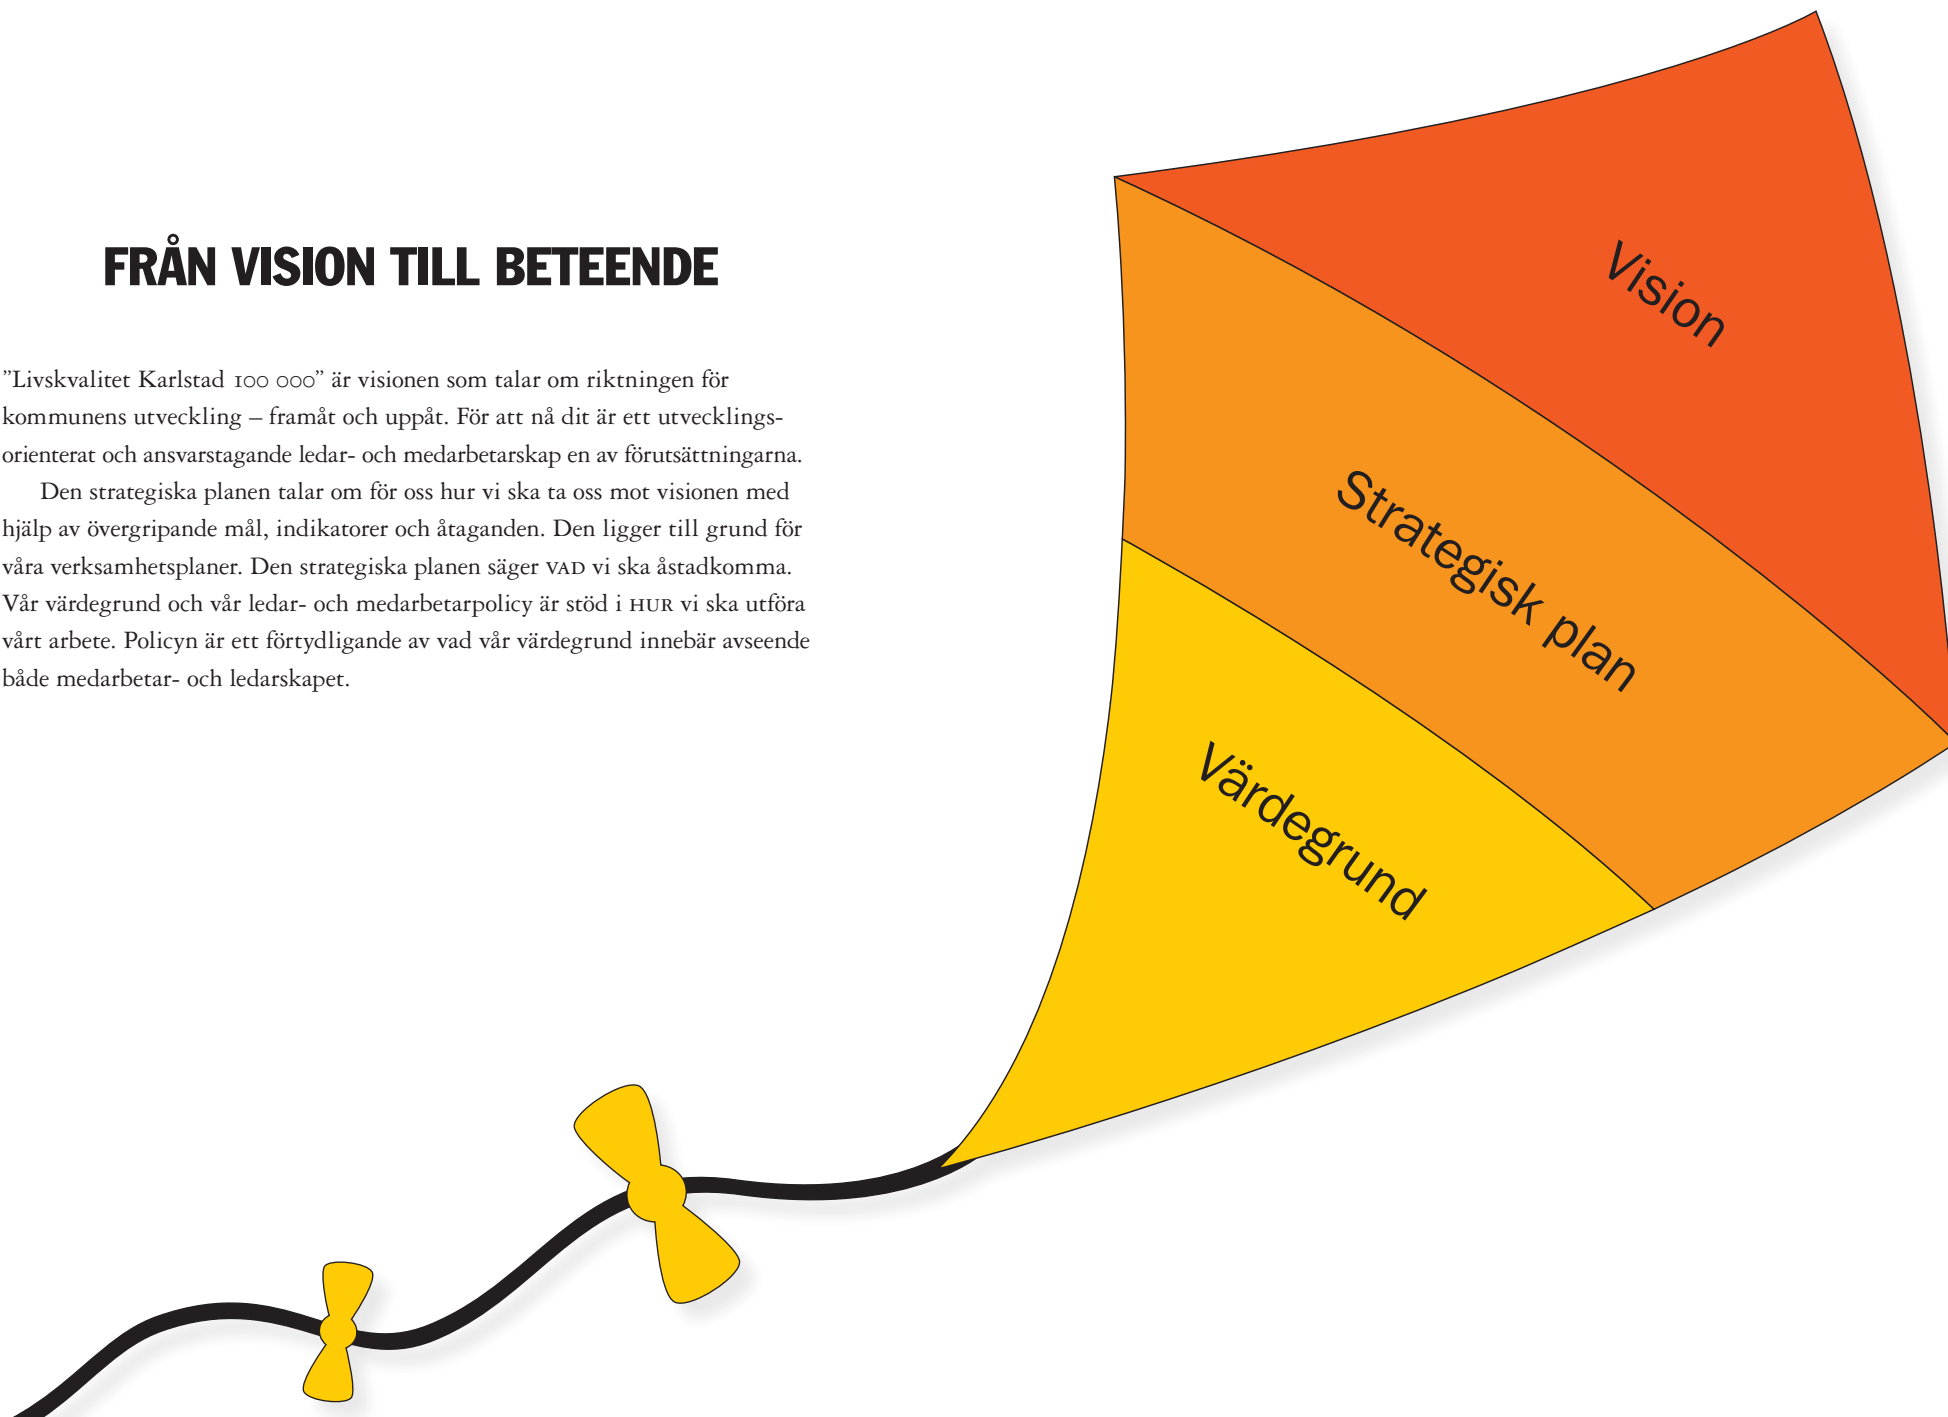 FRÅN VISION TILL BETEENDE
”Livskvalitet Karlstad 100 000” är visionen som talar om riktningen för
kommunens utveckling – framåt och uppåt. För att nå dit är ett utvecklings-
orienterat och ansvarstagande ledar- och medarbetarskap en av förutsättningarna.
Den strategiska planen talar om för oss hur vi ska ta oss mot visionen med
hjälp av övergripande mål, indikatorer och åtaganden. Den ligger till grund för
våra verksamhetsplaner. Den strategiska planen säger VAD vi ska åstadkomma.
Vår värdegrund och vår ledar- och medarbetarpolicy är stöd i HUR vi ska utföra
vårt arbete. Policyn är ett förtydligande av vad vår värdegrund innebär avseende
både medarbetar- och ledarskapet.
Vision
Strategisk plan
Värdegrund